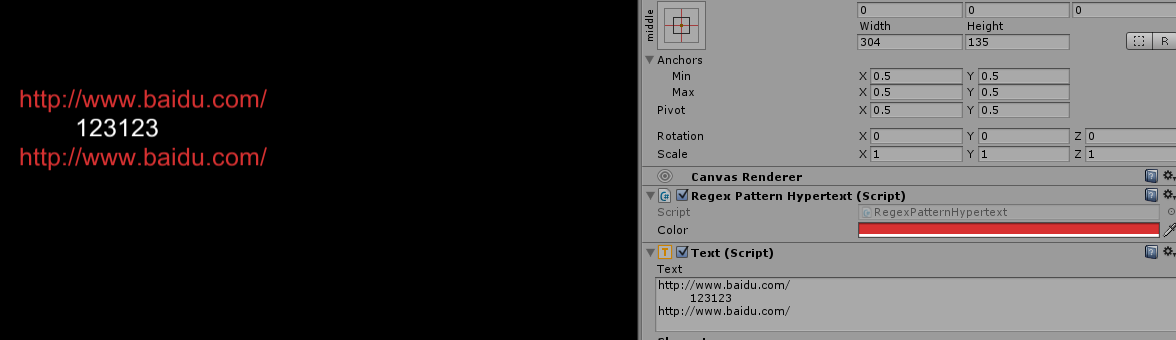 http://www.baidu.com/
123123
http://www.baidu.com/
middle
0 0 0
Width Height
304 135
R
Anchors
Min X 0.5 Y 0.5
Max X 0.5 Y 0.5
Pivot X 0.5 Y 0.5
Rotation X 0 Y 0 Z 0
Scale X 1 Y 1 Z 1
Canvas Renderer
C# Regex Pattern Hypertext (Script)
Script RegexPatternHypertext
Color
T Text (Script)
Text
http://www.baidu.com/
123123
http://www.baidu.com/